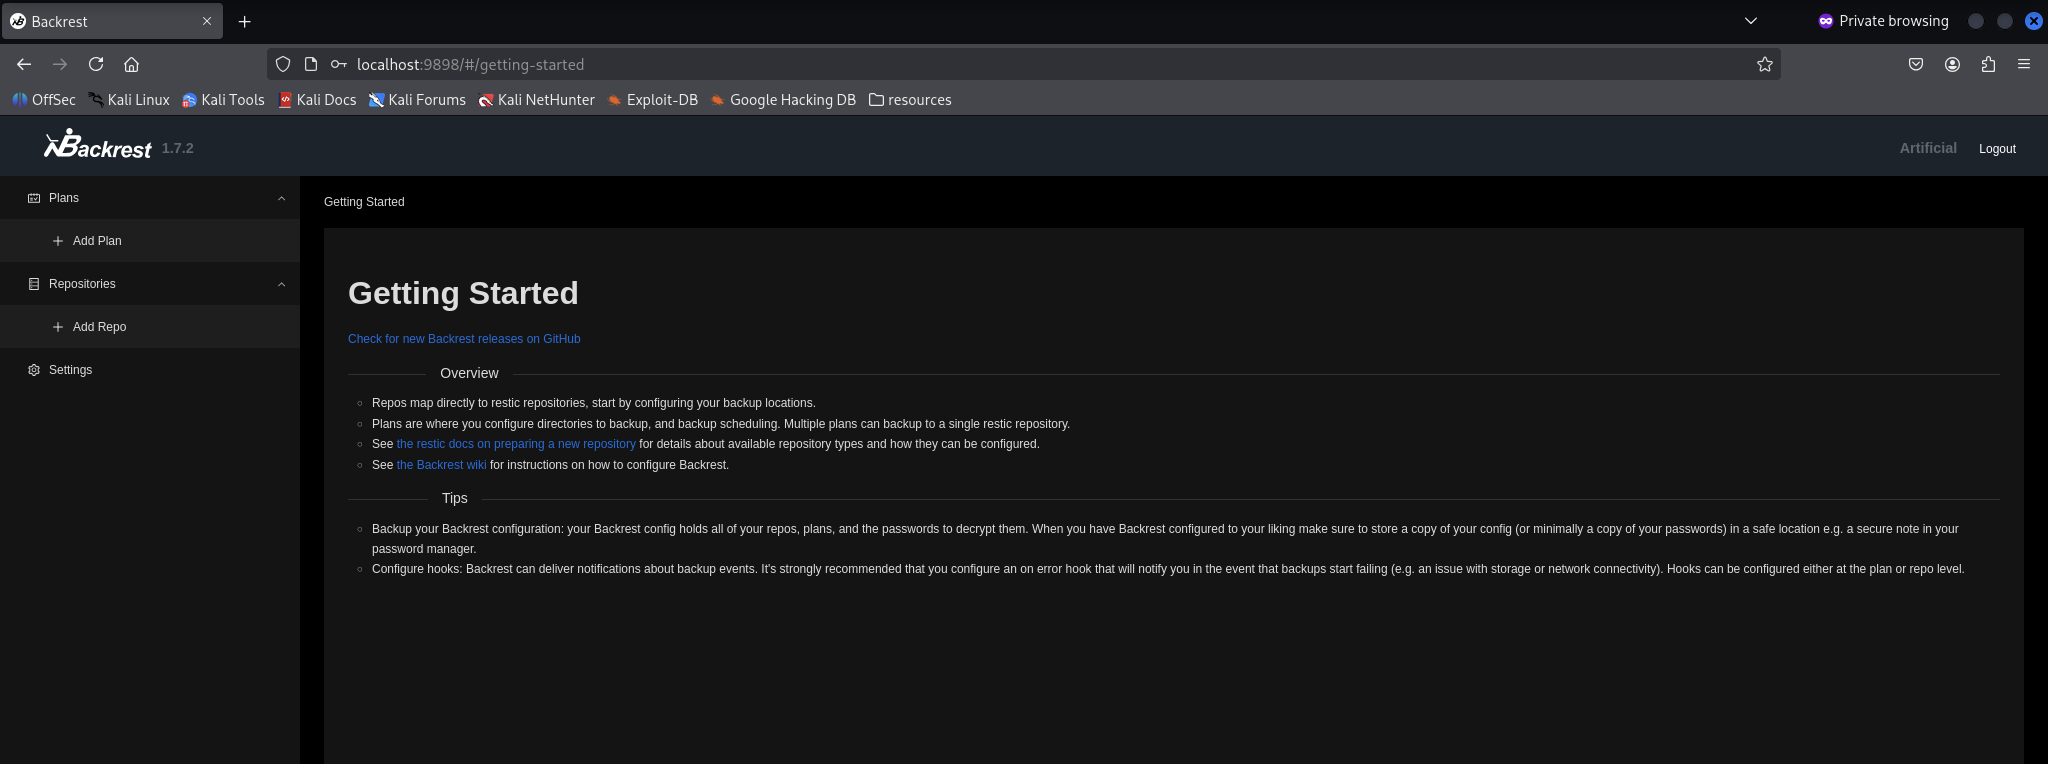 Backrest
Private browsing
localhost:9898/#/getting-started
OffSec Kali Linux Kali Tools Kali Docs Kali Forums Kali NetHunter Exploit-DB Google Hacking DB resources
Backrest 1.7.2
Artificial Logout
Plans
Add Plan
Repositories
Add Repo
Settings
Getting Started
Getting Started
Check for new Backrest releases on GitHub
Overview
Repos map directly to restic repositories, start by configuring your backup locations.
Plans are where you configure directories to backup, and backup scheduling. Multiple plans can backup to a single restic repository.
See the restic docs on preparing a new repository for details about available repository types and how they can be configured.
See the Backrest wiki for instructions on how to configure Backrest.
Tips
Backup your Backrest configuration: your Backrest config holds all of your repos, plans, and the passwords to decrypt them. When you have Backrest configured to your liking make sure to store a copy of your config (or minimally a copy of your passwords) in a safe location e.g. a secure note in your
password manager.
Configure hooks: Backrest can deliver notifications about backup events. It's strongly recommended that you configure an on error hook that will notify you in the event that backups start failing (e.g. an issue with storage or network connectivity). Hooks can be configured either at the plan or repo level.